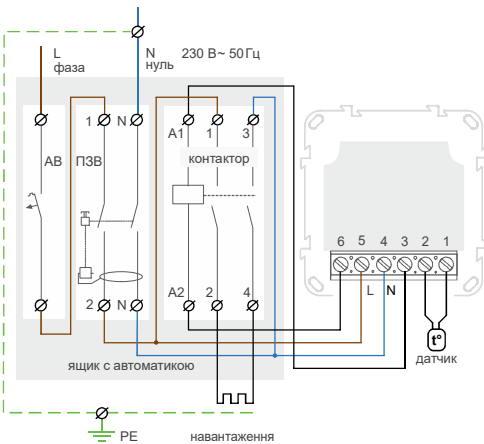 L
фаза
N
нуль
230 В~ 50 Гц
1 N A1 1 3
АВ
ПЗВ
контактор
6 5 4 3 2 1
L N
2 N A2 2 4
t°
датчик
ящик с автоматикою
PE
навантаження